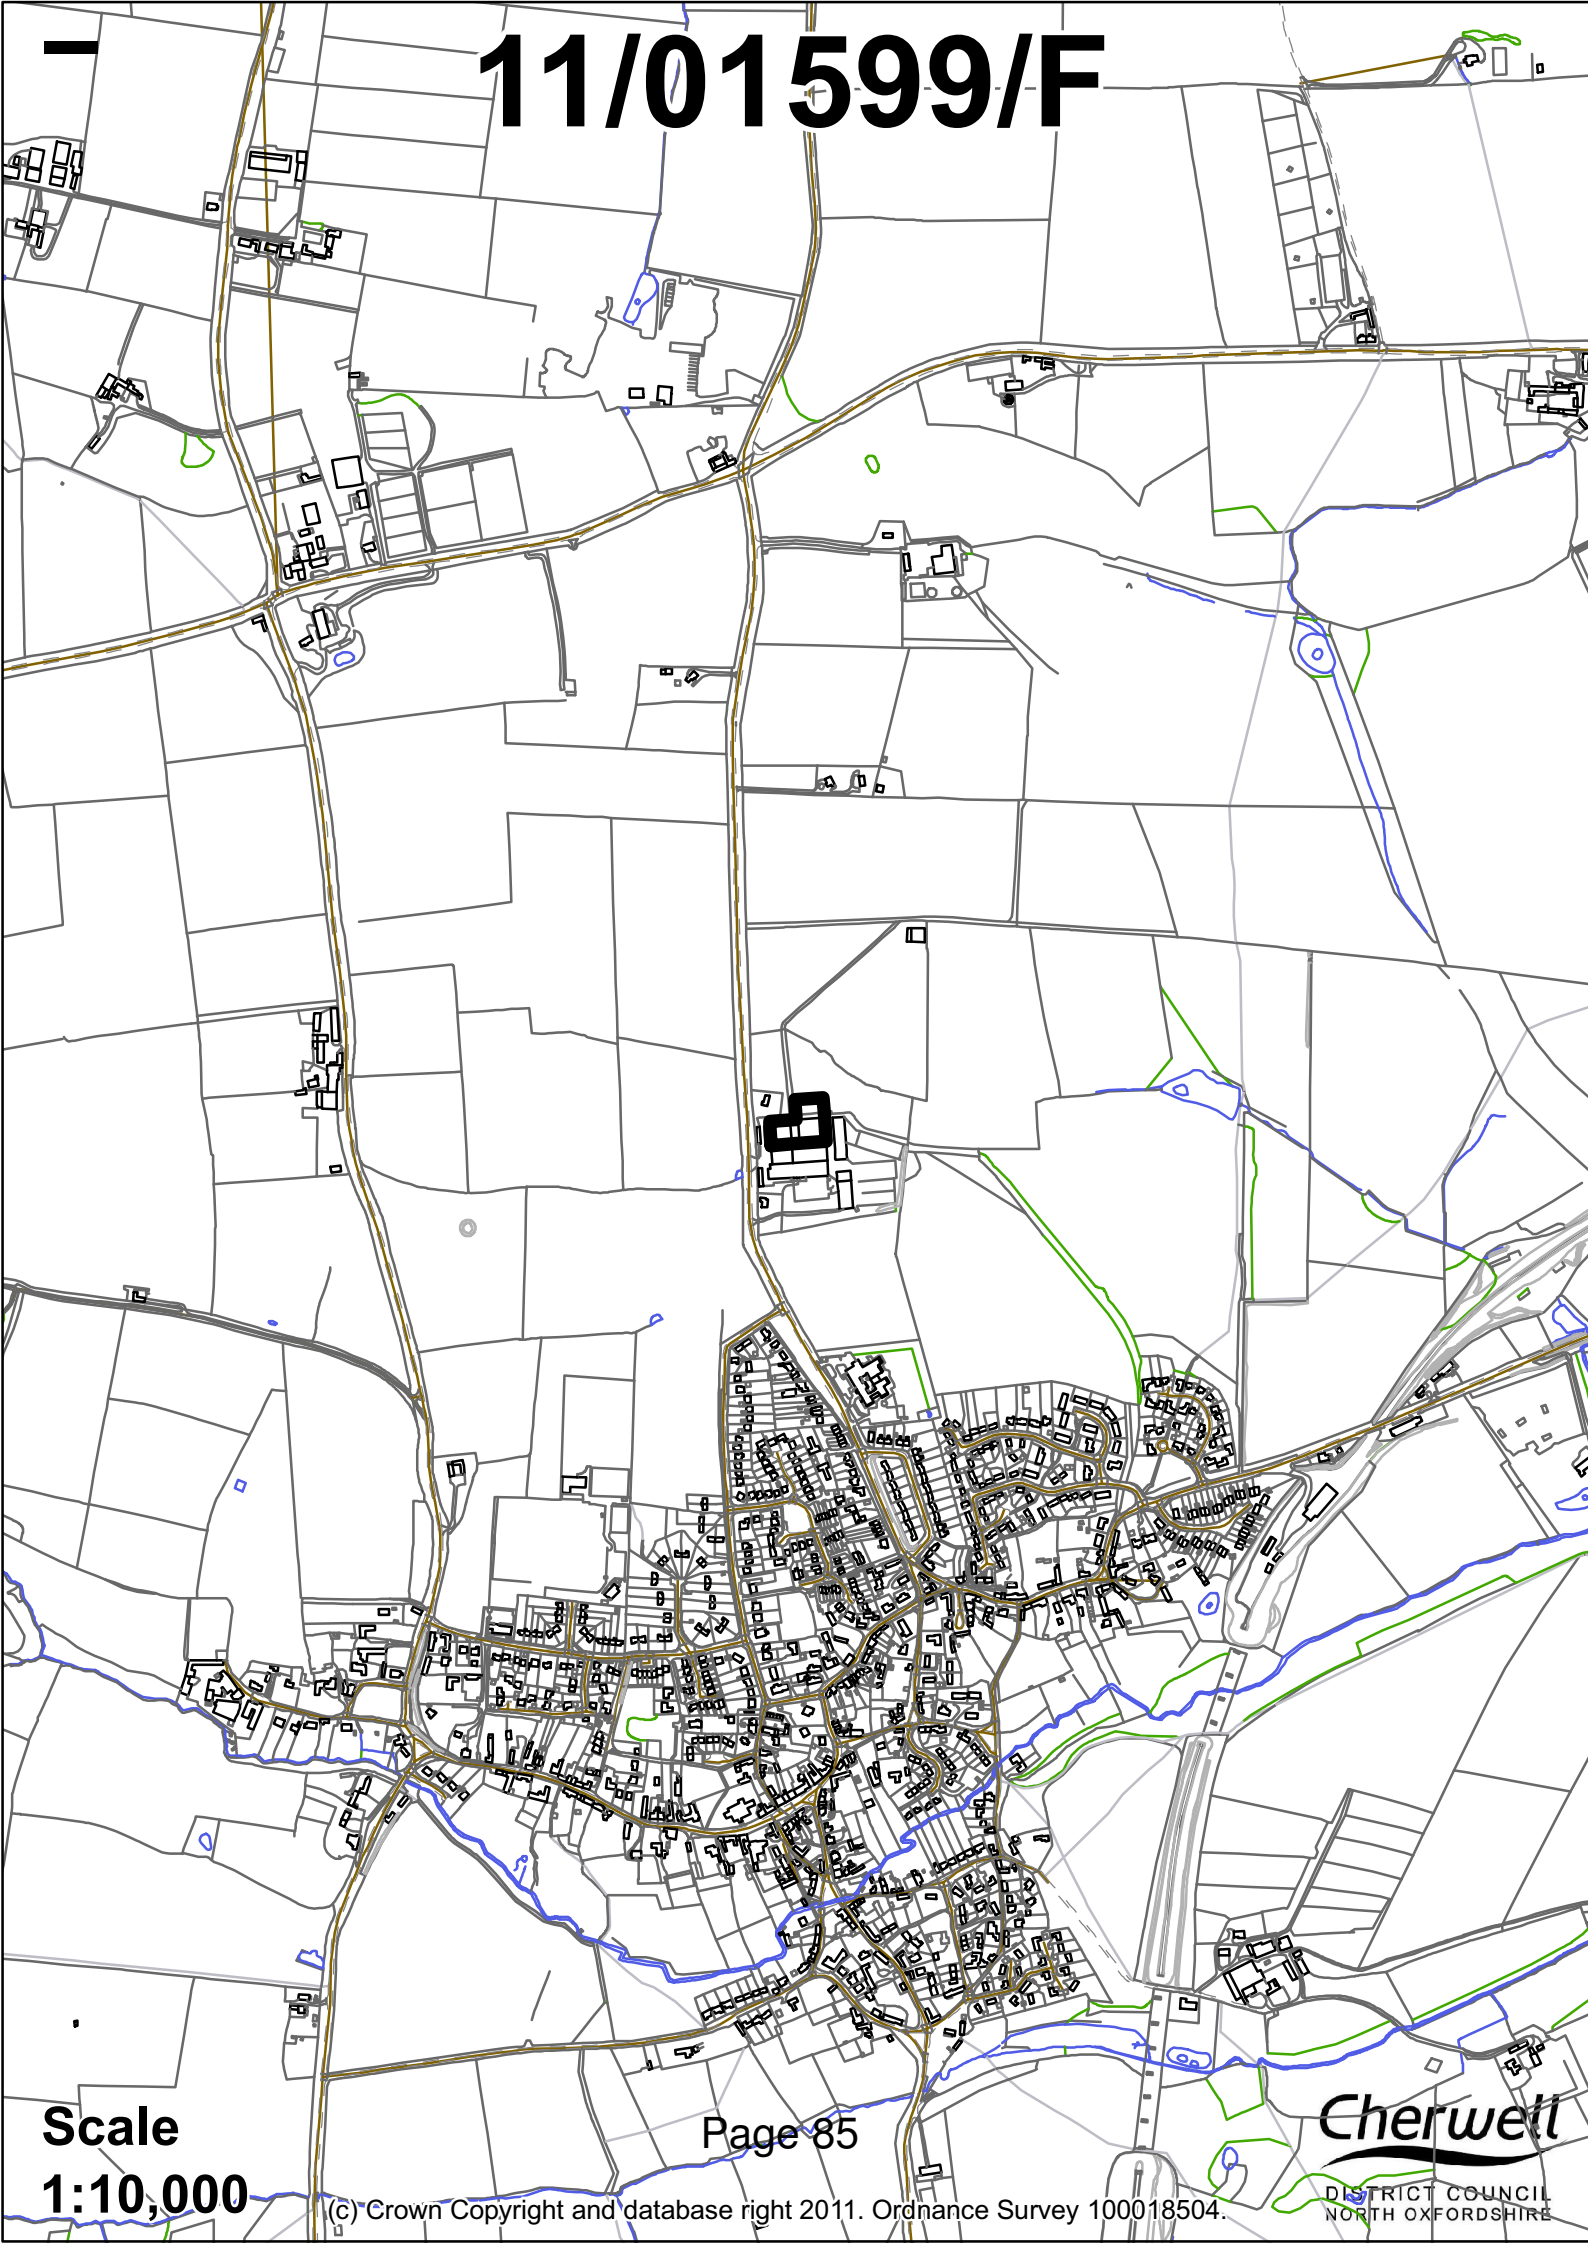 11/01599/F
Scale
1:10,000
Page 85
(c) Crown Copyright and database right 2011. Ordnance Survey 100018504.
Cherwell
DISTRICT COUNCIL
NORTH OXFORDSHIRE